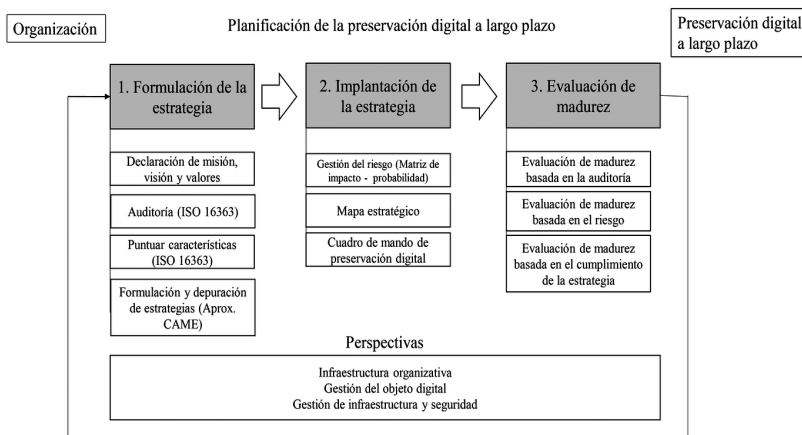 Organización
Planificación de la preservación digital a largo plazo
Preservación digital
a largo plazo
1. Formulación de la
estrategia
2. Implantación de
la estrategia
3. Evaluación de
madurez
Declaración de misión,
visión y valores
Auditoría (ISO 16363)
Puntuar características
(ISO 16363)
Formulación y depuración
de estrategias (Aprox.
CAME)
Gestión del riesgo (Matriz de
impacto - probabilidad)
Mapa estratégico
Cuadro de mando de
preservación digital
Evaluación de madurez
basada en la auditoría
Evaluación de madurez
basada en el riesgo
Evaluación de madurez
basada en el cumplimiento
de la estrategia
Perspectivas
Infraestructura organizativa
Gestión del objeto digital
Gestión de infraestructura y seguridad